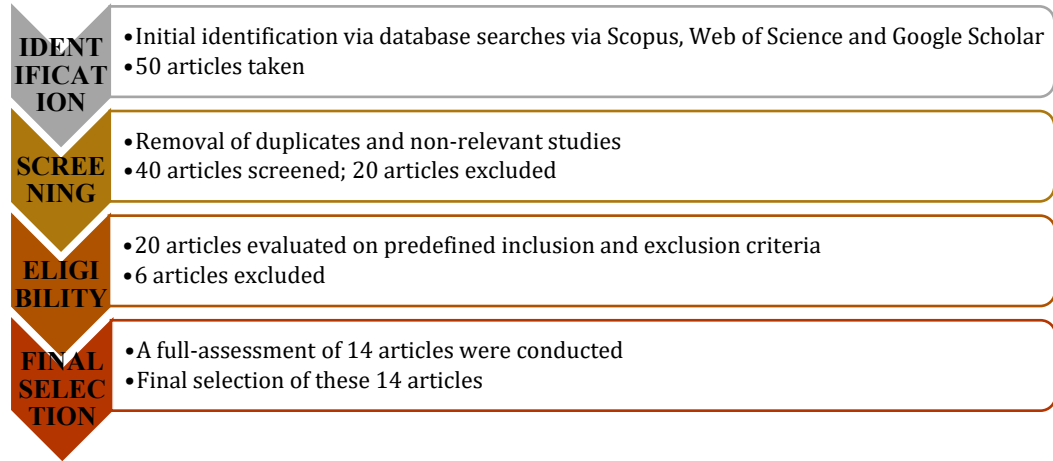 IDENT
IFICAT
ION
•Initial identification via database searches via Scopus, Web of Science and Google Scholar
•50 articles taken
SCREE
NING
•Removal of duplicates and non-relevant studies
•40 articles screened; 20 articles excluded
ELIGI
BILITY
•20 articles evaluated on predefined inclusion and exclusion criteria
•6 articles excluded
FINAL
SELEC
TION
•A full-assessment of 14 articles were conducted
•Final selection of these 14 articles